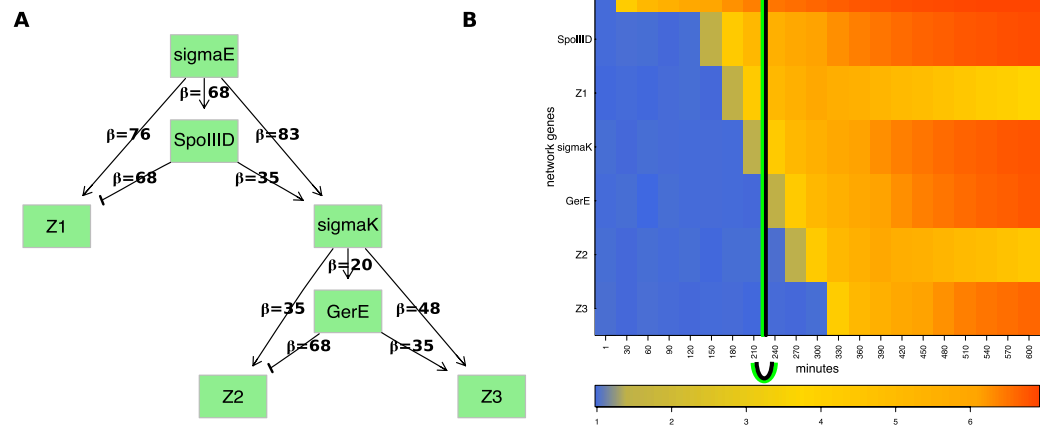 A
B
sigmaE
β= 68
SpoIIID
β=76
β=83
β=68
β=35
Z1
sigmaK
β=20
β=35
β=48
GerE
β=68
β=35
Z2
Z3
network genes
SpoIIID
Z1
sigmaK
GerE
Z2
Z3
1 30 60 90 120 150 180 210 240 270 300 330 360 390 420 450 480 510 540 570 600
minutes
1 2 3 4 5 6